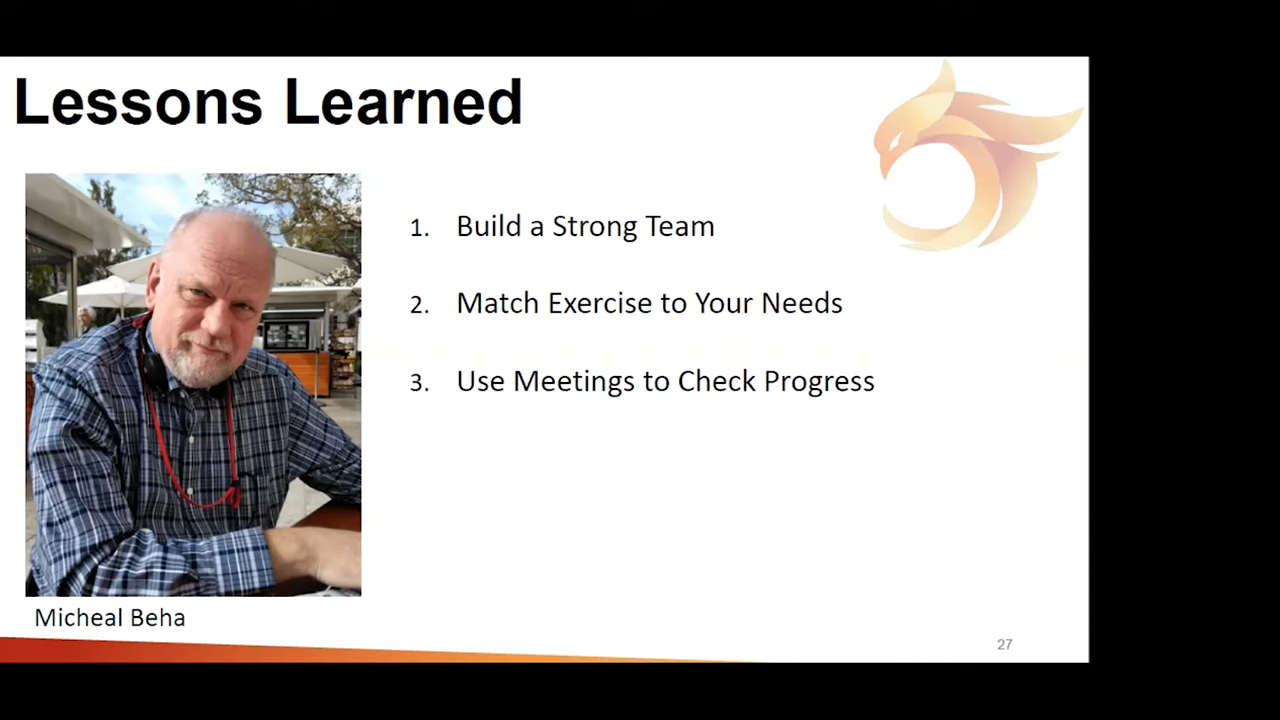 Lessons Learned
1. Build a Strong Team
2. Match Exercise to Your Needs
3. Use Meetings to Check Progress
Micheal Beha
27